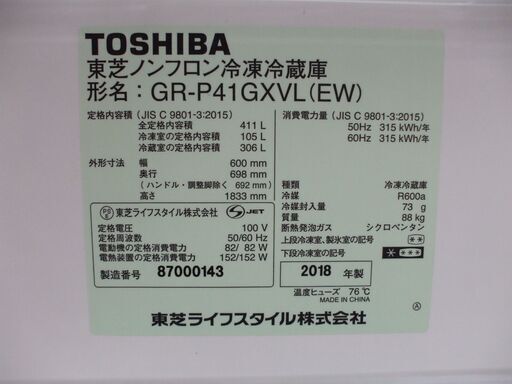 TOSHIBA
東芝ノンフロン冷凍冷蔵庫
形名：GR-P41GXVL(EW)
定格内容積（JIS C 9801-3:2015）
全定格内容積 411 L
冷凍室の定格内容積 105 L
冷蔵室の定格内容積 306 L
外形寸法 幅 600 mm
奥行 698 mm
（ハンドル・調整脚除く 692 mm）
高さ 1833 mm
東芝ライフスタイル株式会社 JET
定格電圧 100 V
定格周波数 50/60 Hz
電動機の定格消費電力 82/ 82 W
電熱装置の定格消費電力 152/152 W
製造番号 87000143
消費電力量（JIS C 9801-3:2015）
50Hz 315 kWh/年
60Hz 315 kWh/年
種類 冷凍冷蔵庫
冷媒 R600a
冷媒封入量 73 g
質量 88 kg
断熱発泡ガス シクロペンタン
上段冷凍室、製氷室の記号 **
下段冷凍室の記号 * ***
2018 年製
温度ヒューズ 76℃
MADE IN CHINA
Ⓐ
東芝ライフスタイル株式会社